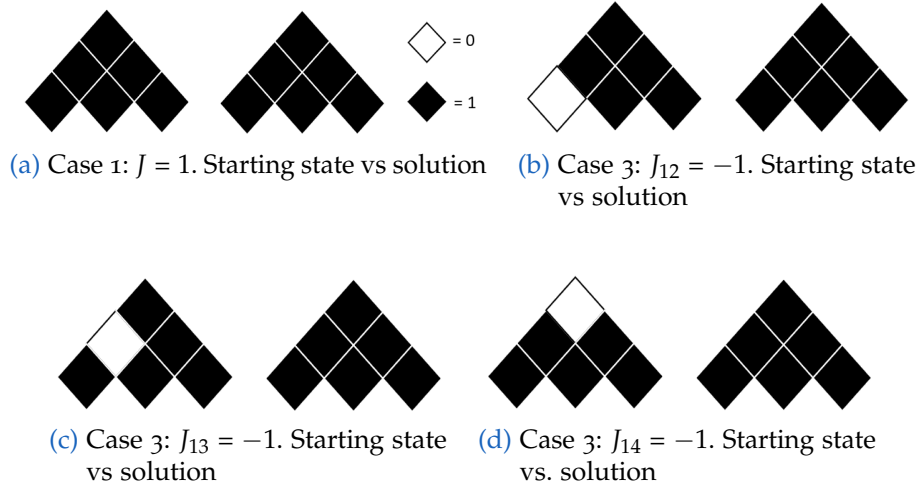 = 0
= 1
(a) Case 1: J = 1. Starting state vs solution
(b) Case 3: J12 = −1. Starting state
vs solution
(c) Case 3: J13 = −1. Starting state
vs solution
(d) Case 3: J14 = −1. Starting state
vs. solution